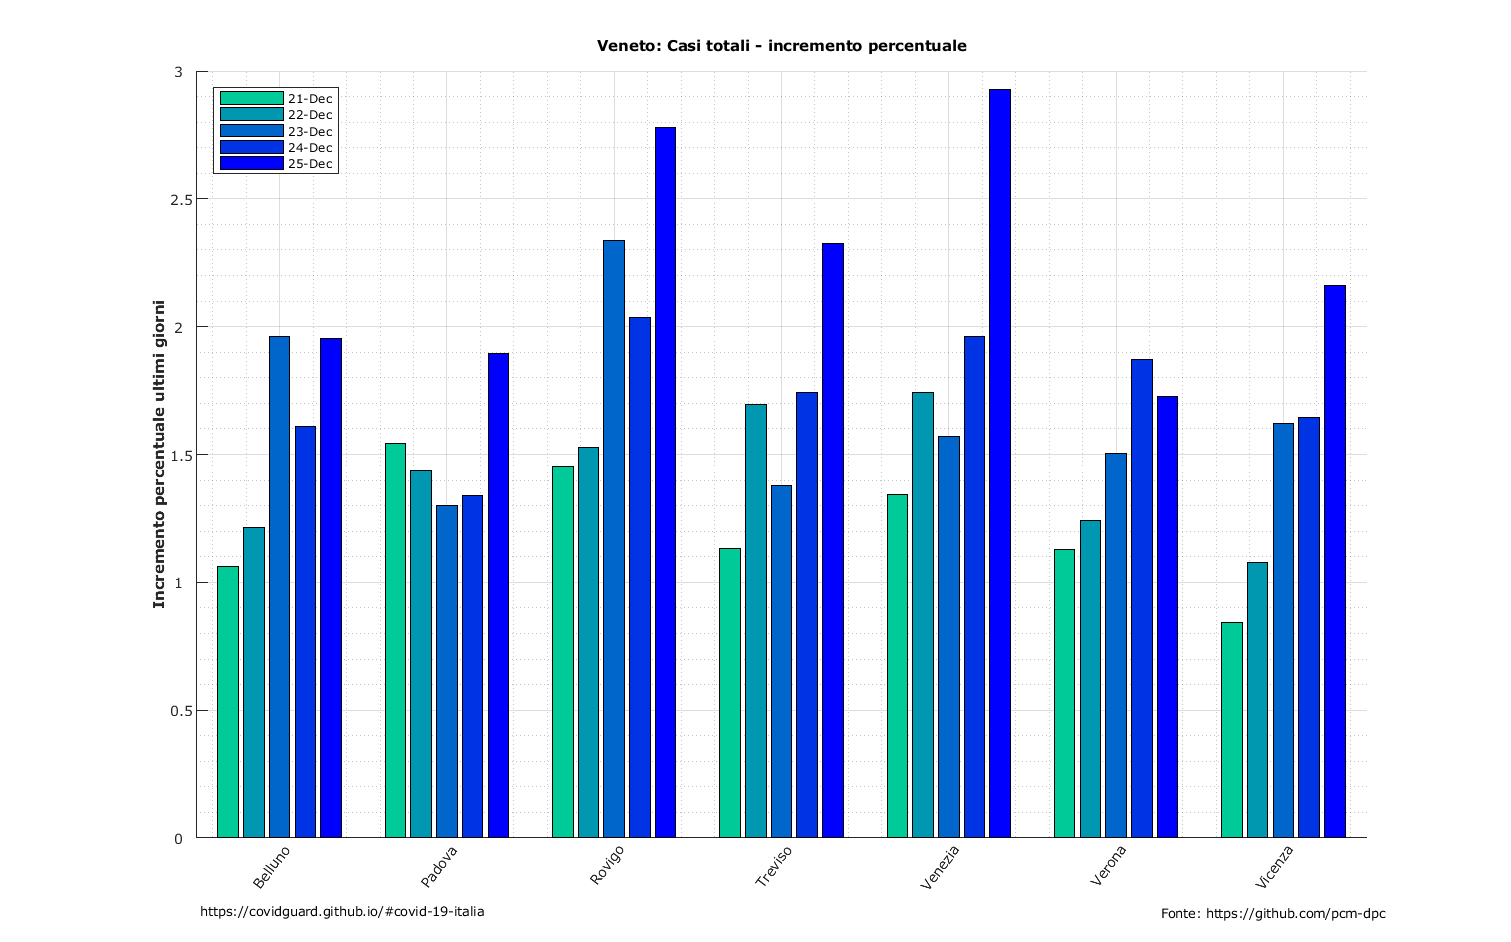 Veneto: Casi totali - incremento percentuale
3
2.5
2
1.5
1
0.5
0
Incremento percentuale ultimi giorni
21-Dec
22-Dec
23-Dec
24-Dec
25-Dec
Belluno
Padova
Rovigo
Treviso
Venezia
Verona
Vicenza
https://covidguard.github.io/#covid-19-italia
Fonte: https://github.com/pcm-dpc